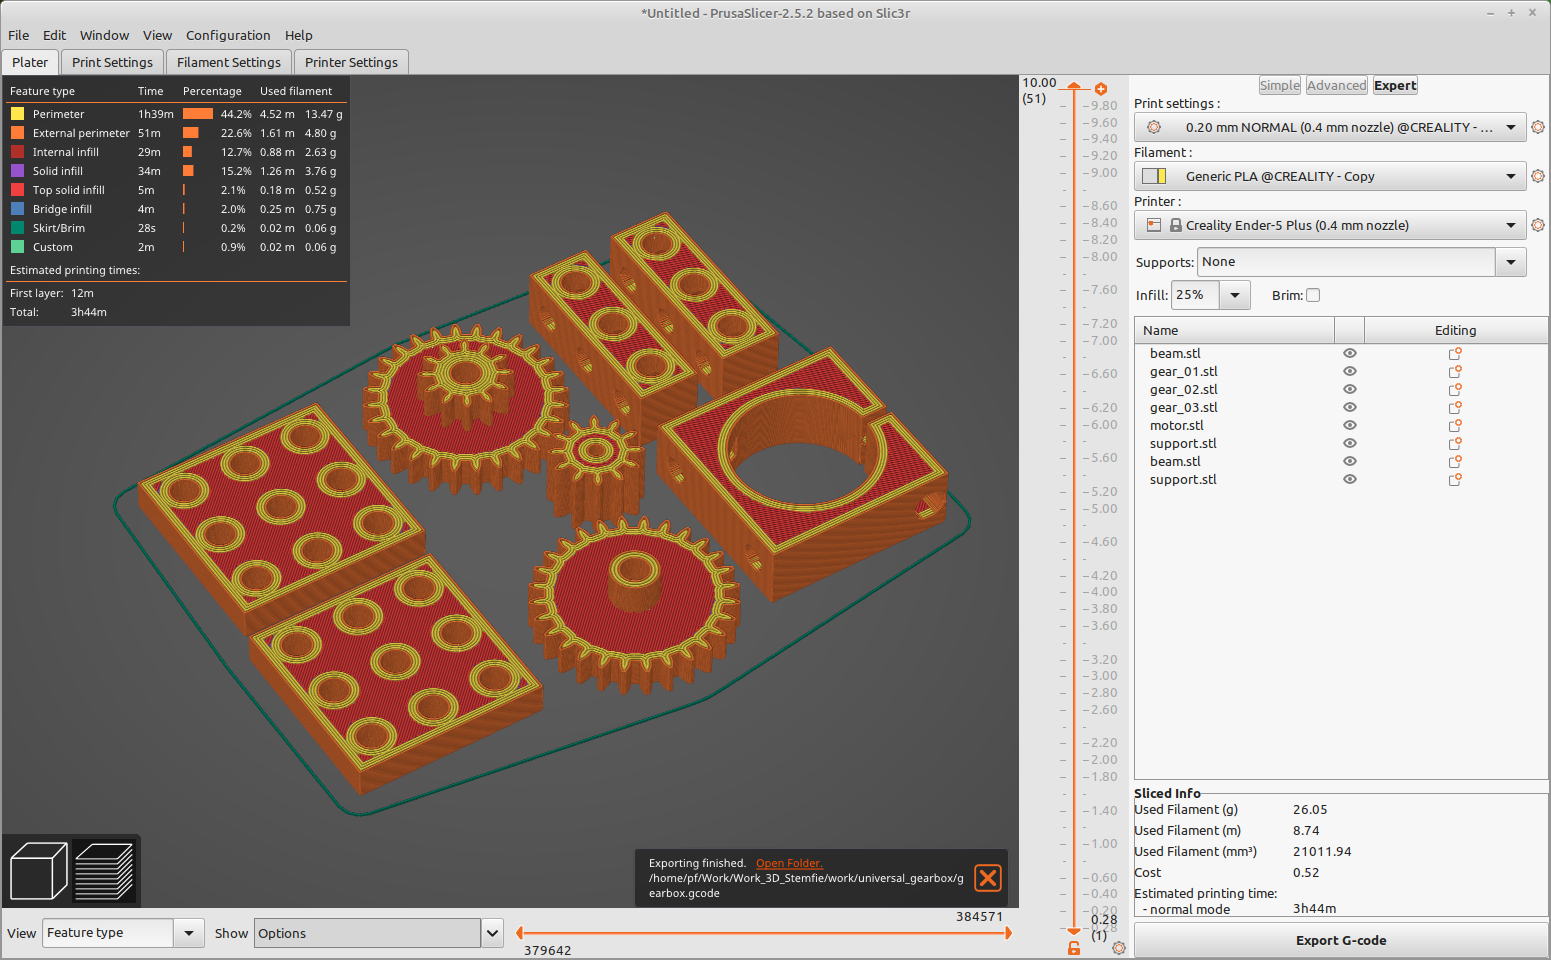 *Untitled - PrusaSlicer-2.5.2 based on Slic3r
File Edit Window View Configuration Help
Plater Print Settings Filament Settings Printer Settings
Feature type Time Percentage Used filament
Perimeter 1h39m 44.2% 4.52 m 13.47 g
External perimeter 51m 22.6% 1.61 m 4.80 g
Internal infill 29m 12.7% 0.88 m 2.63 g
Solid infill 34m 15.2% 1.26 m 3.76 g
Top solid infill 5m 2.1% 0.18 m 0.52 g
Bridge infill 4m 2.0% 0.25 m 0.75 g
Skirt/Brim 28s 0.2% 0.02 m 0.06 g
Custom 2m 0.9% 0.02 m 0.06 g
Estimated printing times:
First layer: 12m
Total: 3h44m
Exporting finished. Open Folder.
/home/pf/Work/Work_3D_Stemfie/work/universal_gearbox/g
earbox.gcode
View Feature type Show Options
384571
379642
10.00
(51)
9.80
9.60
9.40
9.20
9.00
8.60
8.40
8.20
8.00
7.60
7.20
7.00
6.60
6.20
6.00
5.60
5.20
5.00
4.60
4.20
4.00
3.80
3.60
3.20
3.00
2.80
2.60
2.20
2.00
1.80
1.40
1.00
0.60
0.40
0.20
0.28
0.28
(1)
Simple Advanced Expert
Print settings :
0.20 mm NORMAL (0.4 mm nozzle) @CREALITY - ...
Filament :
Generic PLA @CREALITY - Copy
Printer :
Creality Ender-5 Plus (0.4 mm nozzle)
Supports: None
Infill: 25% Brim:
Name Editing
beam.stl
gear_01.stl
gear_02.stl
gear_03.stl
motor.stl
support.stl
beam.stl
support.stl
Sliced Info
Used Filament (g) 26.05
Used Filament (m) 8.74
Used Filament (mm³) 21011.94
Cost 0.52
Estimated printing time:
- normal mode 3h44m
Export G-code